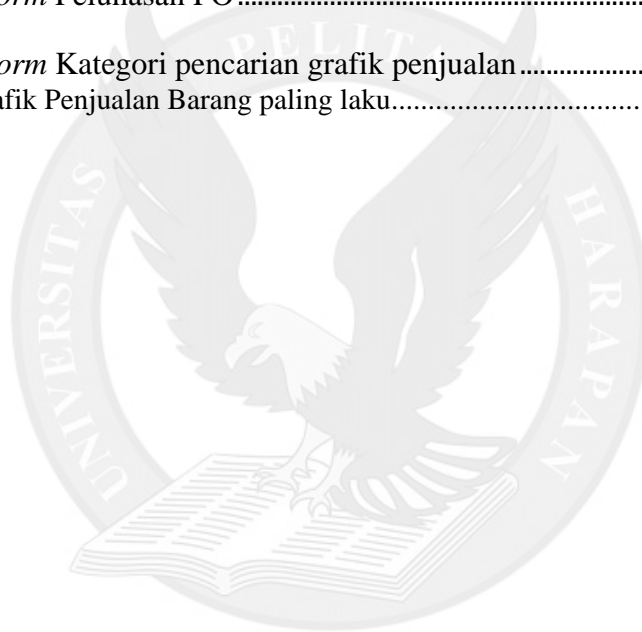 orm Pelunasan PO.......................................................................
orm Kategori pencarian grafik penjualan.........................
afik Penjualan Barang paling laku..................................
UNIVERSITAS PELITA HARAPAN